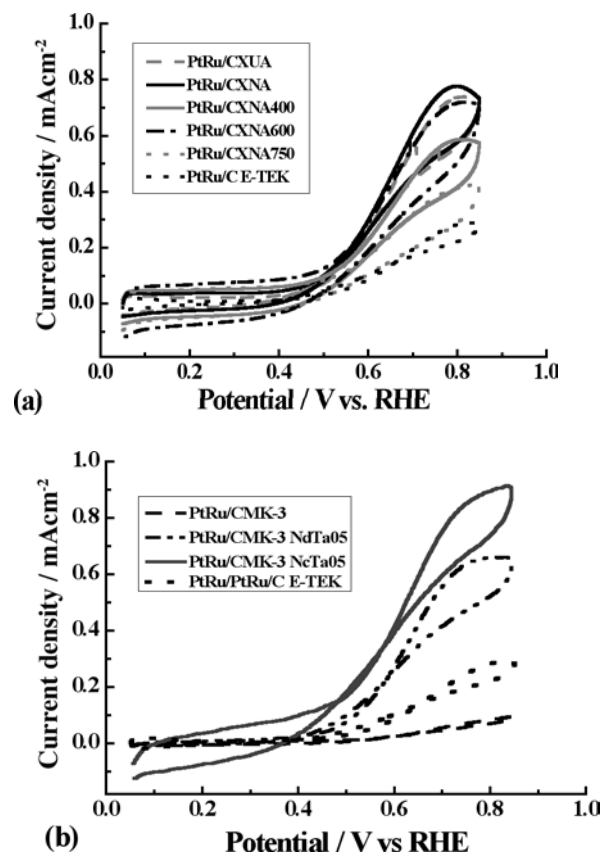 1.0
0.8
0.6
0.4
0.2
0.0
Current density / mAcm-2
PtRu/CXUA
PtRu/CXNA
PtRu/CXNA400
PtRu/CXNA600
PtRu/CXNA750
PtRu/C E-TEK
0.0 0.2 0.4 0.6 0.8 1.0
(a) Potential / V vs. RHE
1.0
0.8
0.6
0.4
0.2
0.0
Current density / mAcm-2
PtRu/CMK-3
PtRu/CMK-3 NdTa05
PtRu/CMK-3 NcTa05
PtRu/PtRu/C E-TEK
0.0 0.2 0.4 0.6 0.8 1.0
(b) Potential / V vs RHE